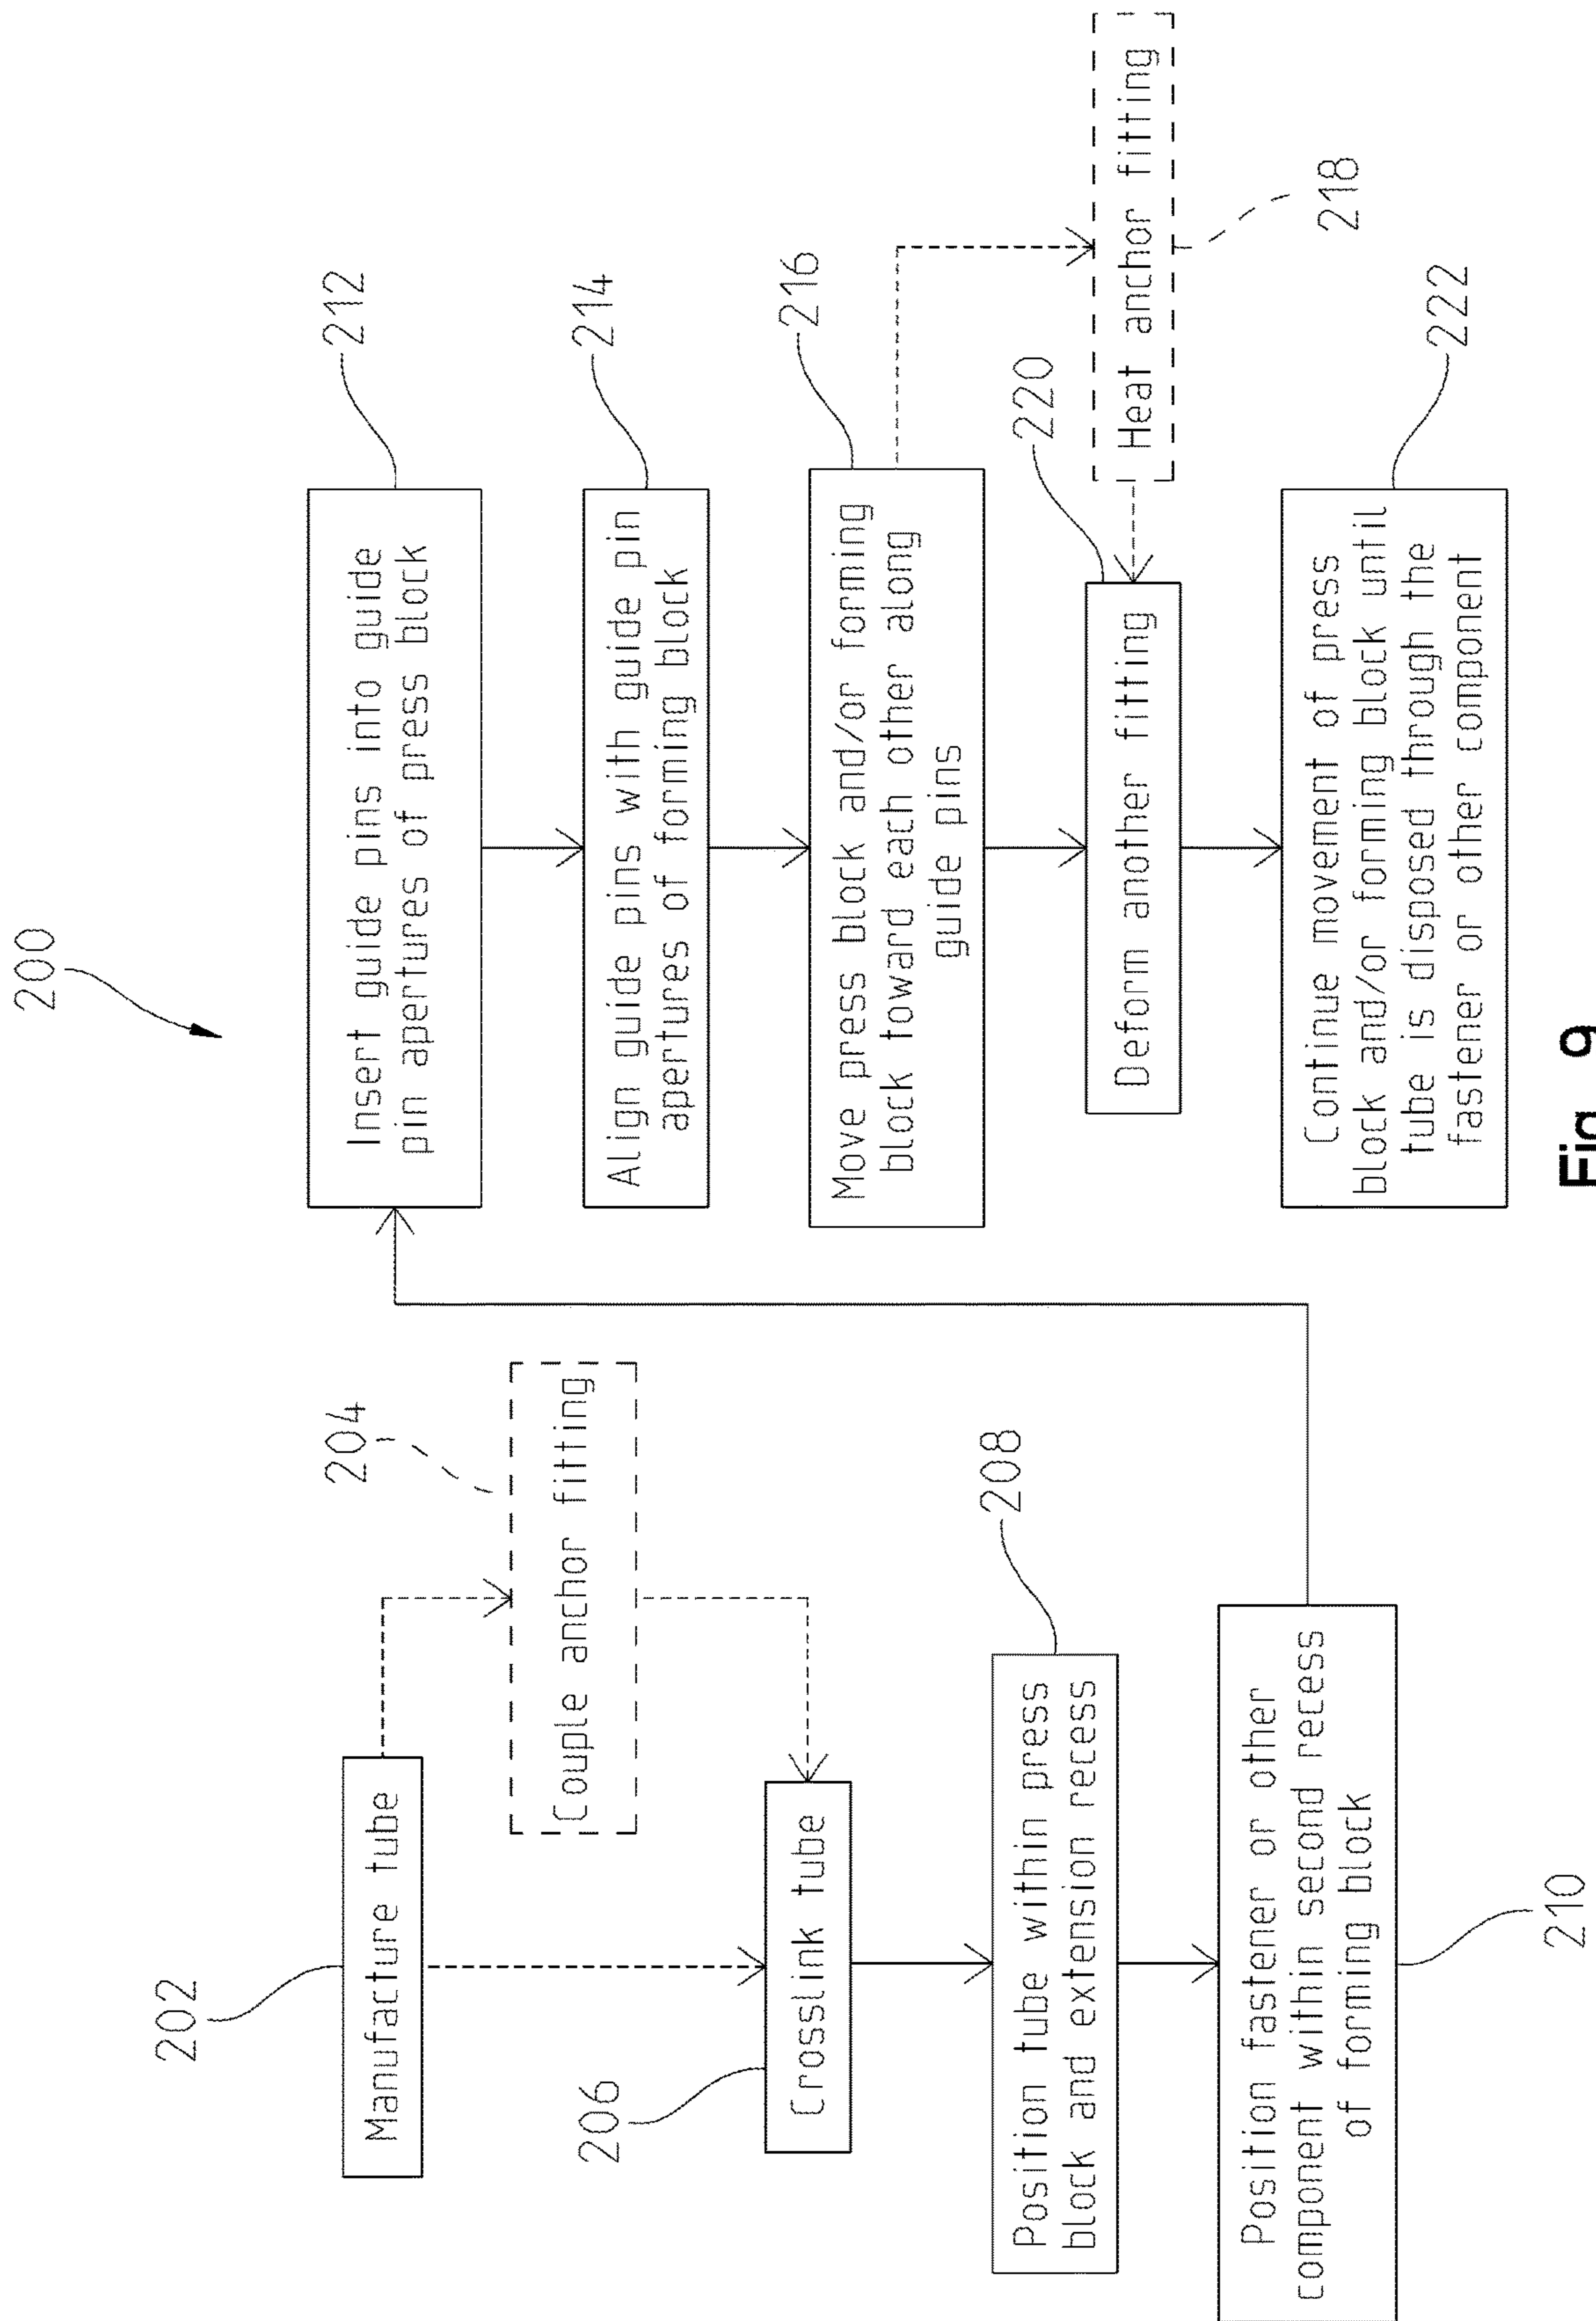 200
202
Manufacture tube
204
Couple anchor fitting
206
Crosslink tube
208
Position tube within press
block and extension recess
Position fastener or other
component within second recess
of forming block
210
212
Insert guide pins into guide
pin apertures of press block
214
Align guide pins with guide pin
apertures of forming block
216
Move press block and/or forming
block toward each other along
guide pins
218
Heat anchor fitting
220
Deform another fitting
222
Continue movement of press
block and/or forming block until
tube is disposed through the
fastener or other component
Fig. 9